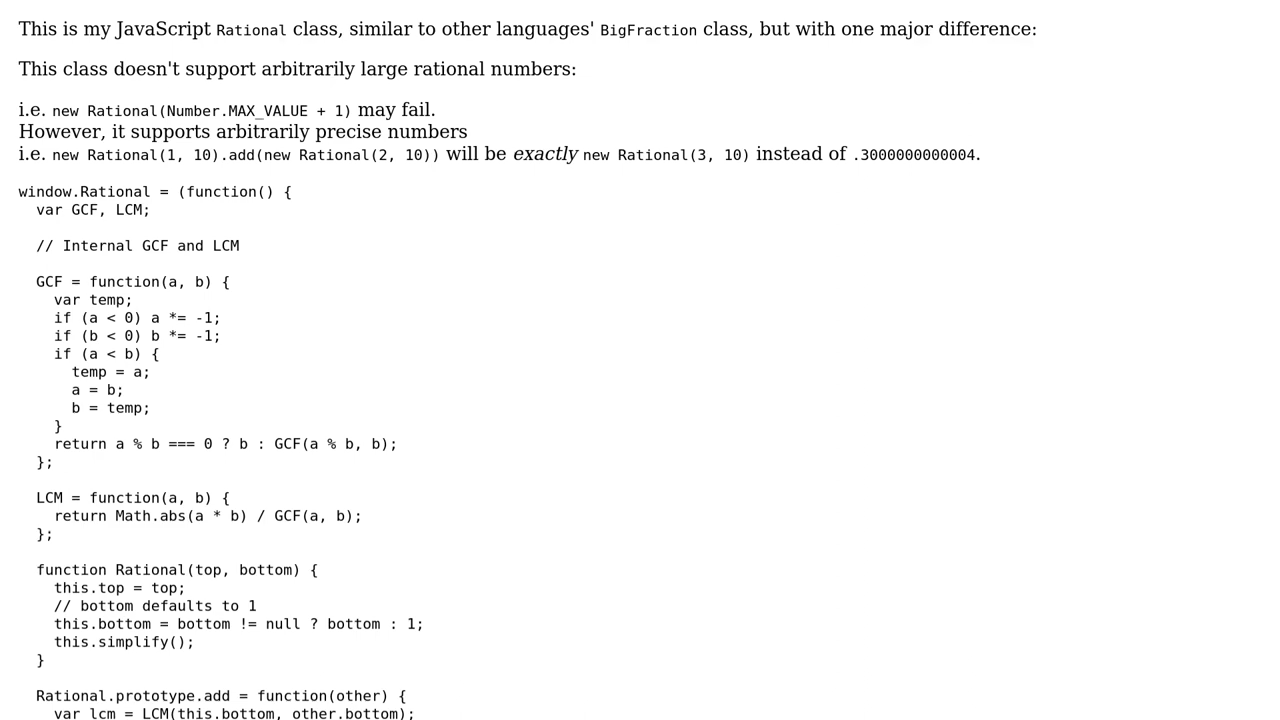 This is my JavaScript Rational class, similar to other languages' BigFraction class, but with one major difference:
This class doesn't support arbitrarily large rational numbers:
i.e. new Rational(Number.MAX_VALUE + 1) may fail.
However, it supports arbitrarily precise numbers
i.e. new Rational(1, 10).add(new Rational(2, 10)) will be exactly new Rational(3, 10) instead of .3000000000004.
window.Rational = (function() {
  var GCF, LCM;
  // Internal GCF and LCM
  GCF = function(a, b) {
    var temp;
    if (a < 0) a *= -1;
    if (b < 0) b *= -1;
    if (a < b) {
      temp = a;
      a = b;
      b = temp;
    }
    return a % b === 0 ? b : GCF(a % b, b);
  };
  LCM = function(a, b) {
    return Math.abs(a * b) / GCF(a, b);
  };
  function Rational(top, bottom) {
    this.top = top;
    // bottom defaults to 1
    this.bottom = bottom != null ? bottom : 1;
    this.simplify();
  }
  Rational.prototype.add = function(other) {
    var lcm = LCM(this.bottom, other.bottom);